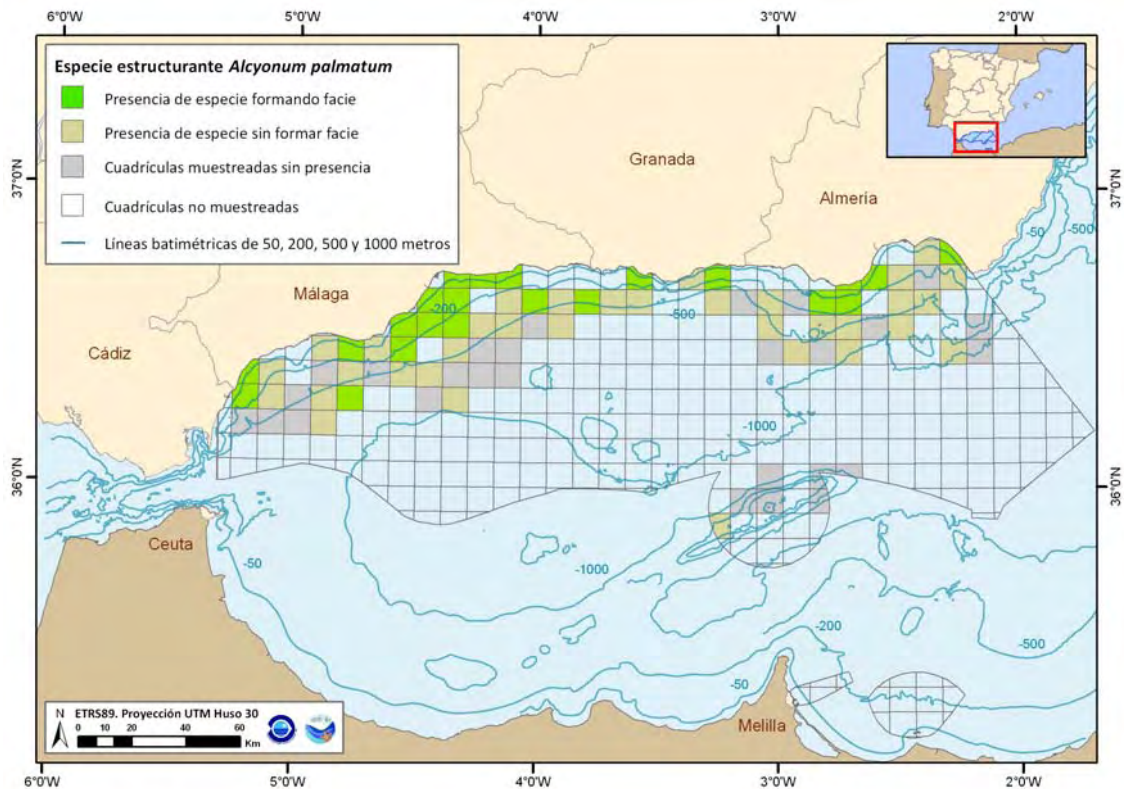 6°0'W 5°0'W 4°0'W 3°0'W 2°0'W
Especie estructurante Alcyonum palmatum
Presencia de especie formando facie
Presencia de especie sin formar facie
Cuadrículas muestreadas sin presencia
Cuadrículas no muestreadas
Líneas batimétricas de 50, 200, 500 y 1000 metros
Granada
37°0'N
37°0'N
Almería
-50
-500
Málaga
-200
-500
Cádiz
-1000
36°0'N
36°0'N
Ceuta
-50
-1000
-200
-500
-50
Melilla
N ETRS89. Proyección UTM Huso 30
0 10 20 40 60
Km
6°0'W 5°0'W 4°0'W 3°0'W 2°0'W